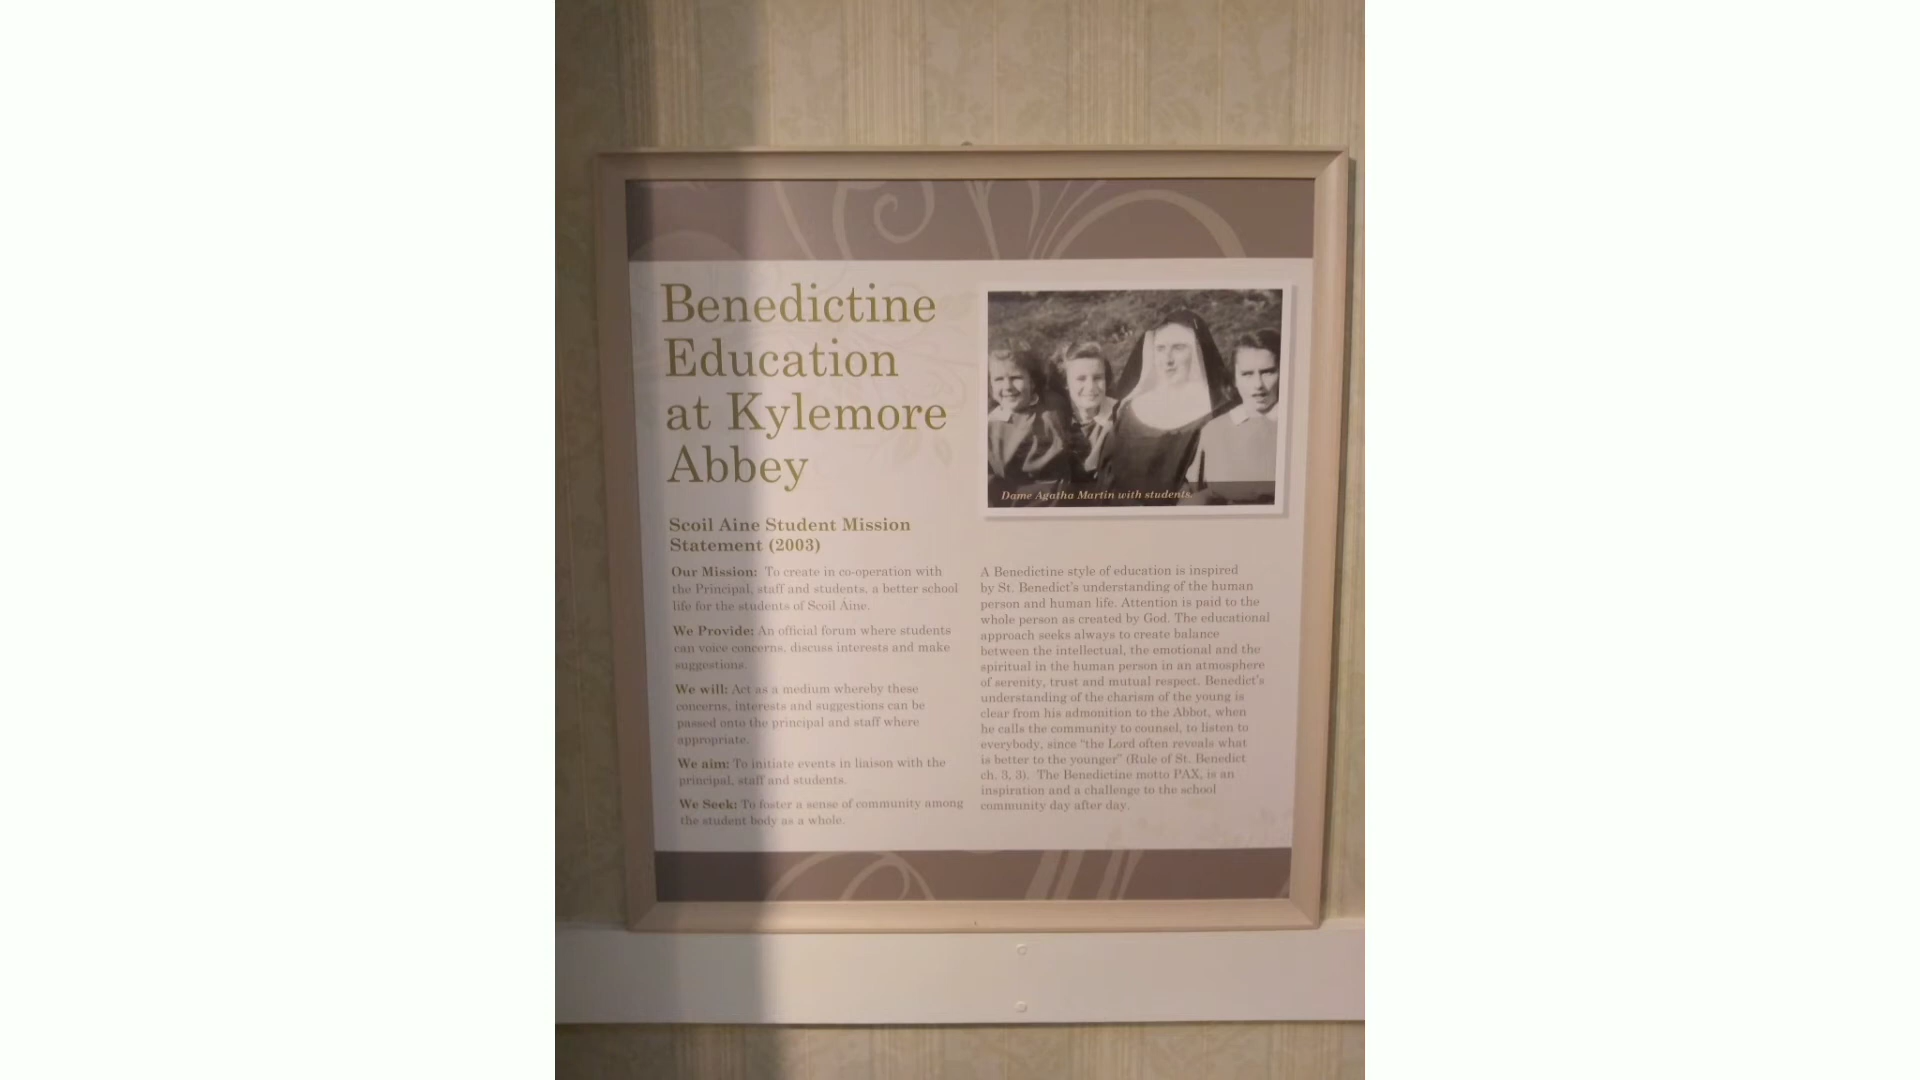 Benedictine
Education
at Kylemore
Abbey
Dame Agatha Martin with students.
Scoil Aine Student Mission
Statement (2003)
Our Mission: To create in co-operation with
the Principal, staff and students, a better school
life for the students of Scoil Áine.
We Provide: An official forum where students
can voice concerns, discuss interests and make
suggestions.
We will: Act as a medium whereby these
concerns, interests and suggestions can be
passed onto the principal and staff where
appropriate.
We aim: To initiate events in liaison with the
principal, staff and students.
We Seek: To foster a sense of community among
the student body as a whole.
A Benedictine style of education is inspired
by St. Benedict's understanding of the human
person and human life. Attention is paid to the
whole person as created by God. The educational
approach seeks always to create balance
between the intellectual, the emotional and the
spiritual in the human person in an atmosphere
of serenity, trust and mutual respect. Benedict's
understanding of the charism of the young is
clear from his admonition to the Abbot, when
he calls the community to counsel, to listen to
everybody, since "the Lord often reveals what
is better to the younger" (Rule of St. Benedict
ch. 3, 3). The Benedictine motto PAX, is an
inspiration and a challenge to the school
community day after day.